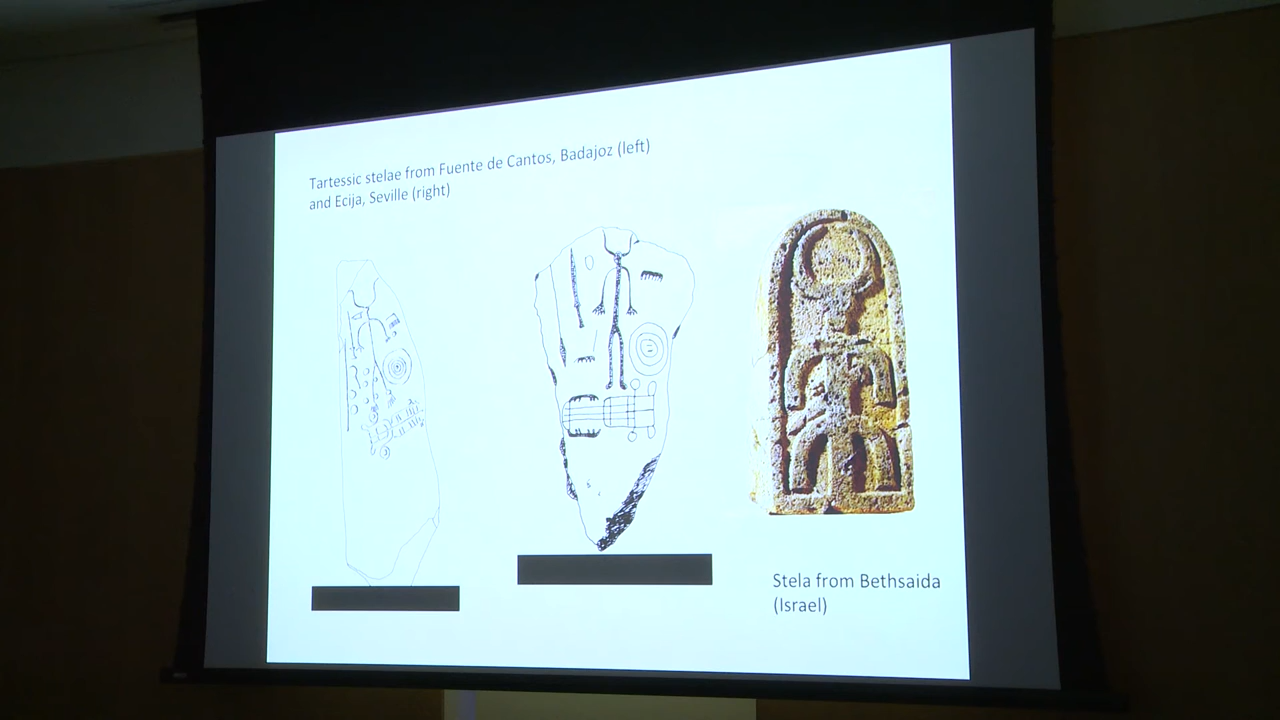 Tartessic stelae from Fuente de Cantos, Badajoz (left)
and Ecija, Seville (right)
Stela from Bethsaida
(Israel)